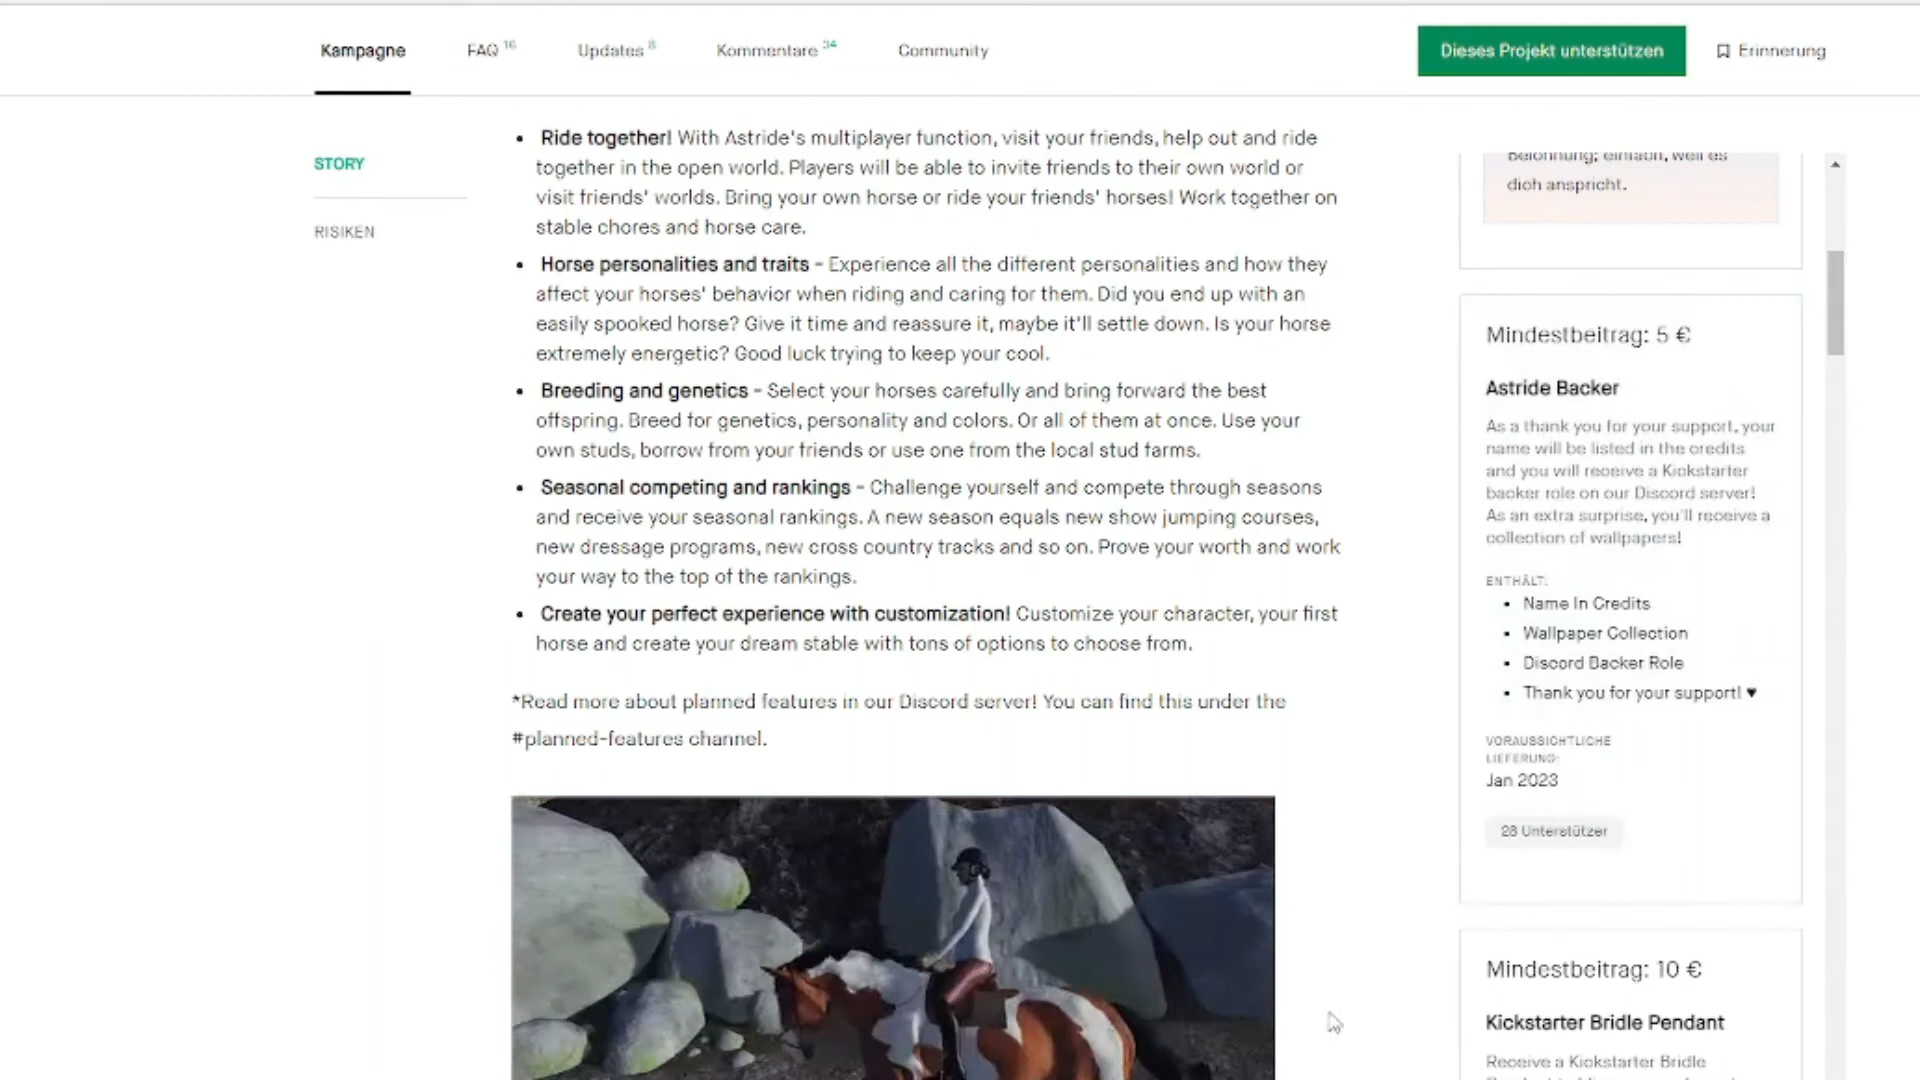 Kampagne FAQ 16 Updates 8 Kommentare 34 Community Dieses Projekt unterstützen Erinnerung
STORY
RISIKEN
• Ride together! With Astride's multiplayer function, visit your friends, help out and ride
together in the open world. Players will be able to invite friends to their own world or
visit friends' worlds. Bring your own horse or ride your friends' horses! Work together on
stable chores and horse care.
• Horse personalities and traits - Experience all the different personalities and how they
affect your horses' behavior when riding and caring for them. Did you end up with an
easily spooked horse? Give it time and reassure it, maybe it'll settle down. Is your horse
extremely energetic? Good luck trying to keep your cool.
• Breeding and genetics - Select your horses carefully and bring forward the best
offspring. Breed for genetics, personality and colors. Or all of them at once. Use your
own studs, borrow from your friends or use one from the local stud farms.
• Seasonal competing and rankings - Challenge yourself and compete through seasons
and receive your seasonal rankings. A new season equals new show jumping courses,
new dressage programs, new cross country tracks and so on. Prove your worth and work
your way to the top of the rankings.
• Create your perfect experience with customization! Customize your character, your first
horse and create your dream stable with tons of options to choose from.
*Read more about planned features in our Discord server! You can find this under the
#planned-features channel.
Belohnung; einfach, weil es
dich anspricht.
Mindestbeitrag: 5 €
Astride Backer
As a thank you for your support, your
name will be listed in the credits
and you will receive a Kickstarter
backer role on our Discord server!
As an extra surprise, you'll receive a
collection of wallpapers!
ENTHÄLT:
• Name In Credits
• Wallpaper Collection
• Discord Backer Role
• Thank you for your support! ♥
VORAUSSICHTLICHE
LIEFERUNG:
Jan 2023
28 Unterstützer
Mindestbeitrag: 10 €
Kickstarter Bridle Pendant
Receive a Kickstarter Bridle